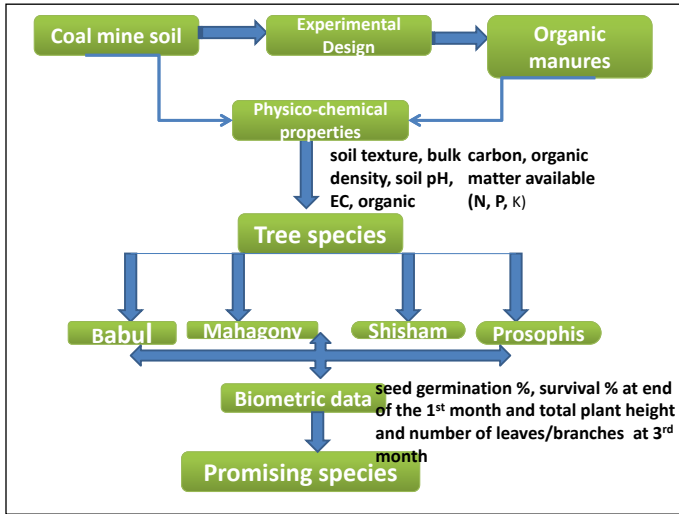 Coal mine soil
Experimental
Design
Organic
manures
Physico-chemical
properties
soil texture, bulk
density, soil pH,
EC, organic
carbon, organic
matter available
(N, P, K)
Tree species
Babul
Mahagony
Shisham
Prosophis
Biometric data
seed germination %, survival % at end
of the 1st month and total plant height
and number of leaves/branches at 3rd
month
Promising species